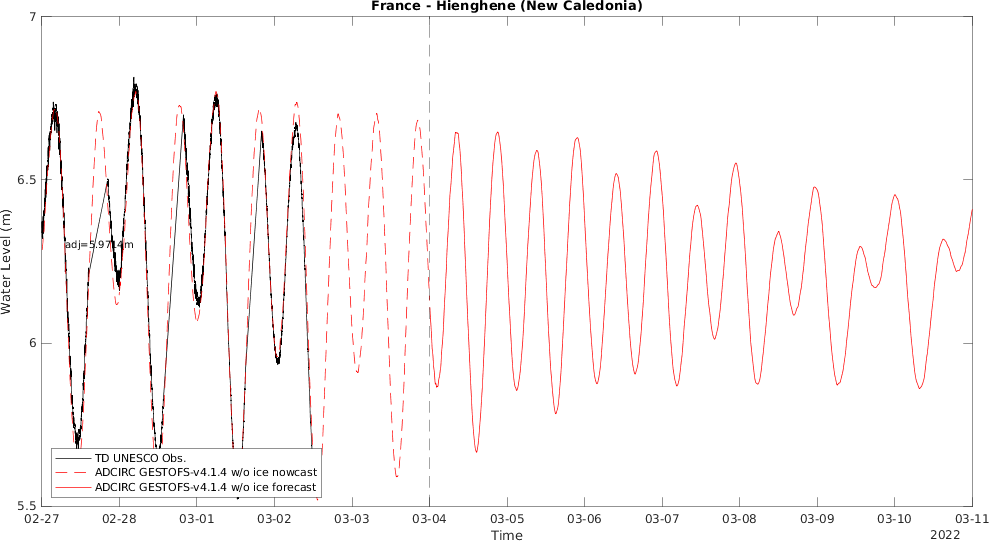 France - Hienghene (New Caledonia)
Water Level (m)
7
6.5
6
5.5
adj=5.9714m
TD UNESCO Obs.
ADCIRC GESTOFS-v4.1.4 w/o ice nowcast
ADCIRC GESTOFS-v4.1.4 w/o ice forecast
02-27 02-28 03-01 03-02 03-03 03-04 03-05 03-06 03-07 03-08 03-09 03-10 03-11
Time
2022